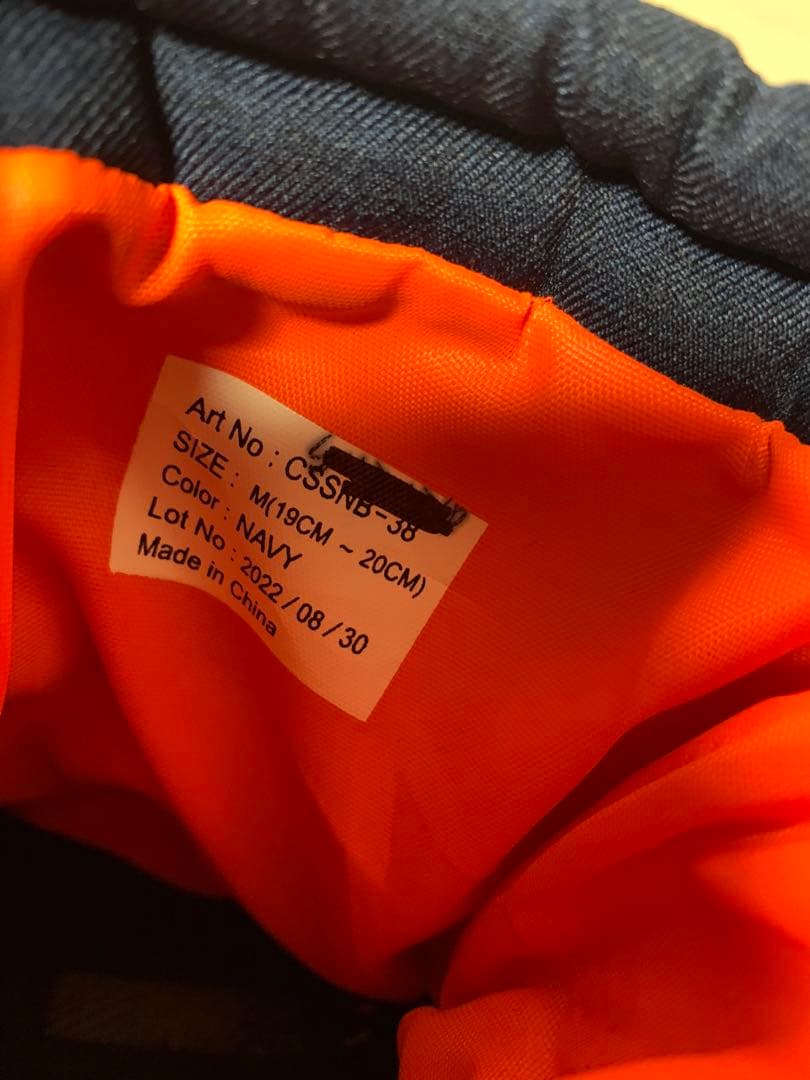 Art No : CSSNB-38
SIZE : M(19CM ~ 20CM)
Color : NAVY
Lot No : 2022/08/30
Made in China